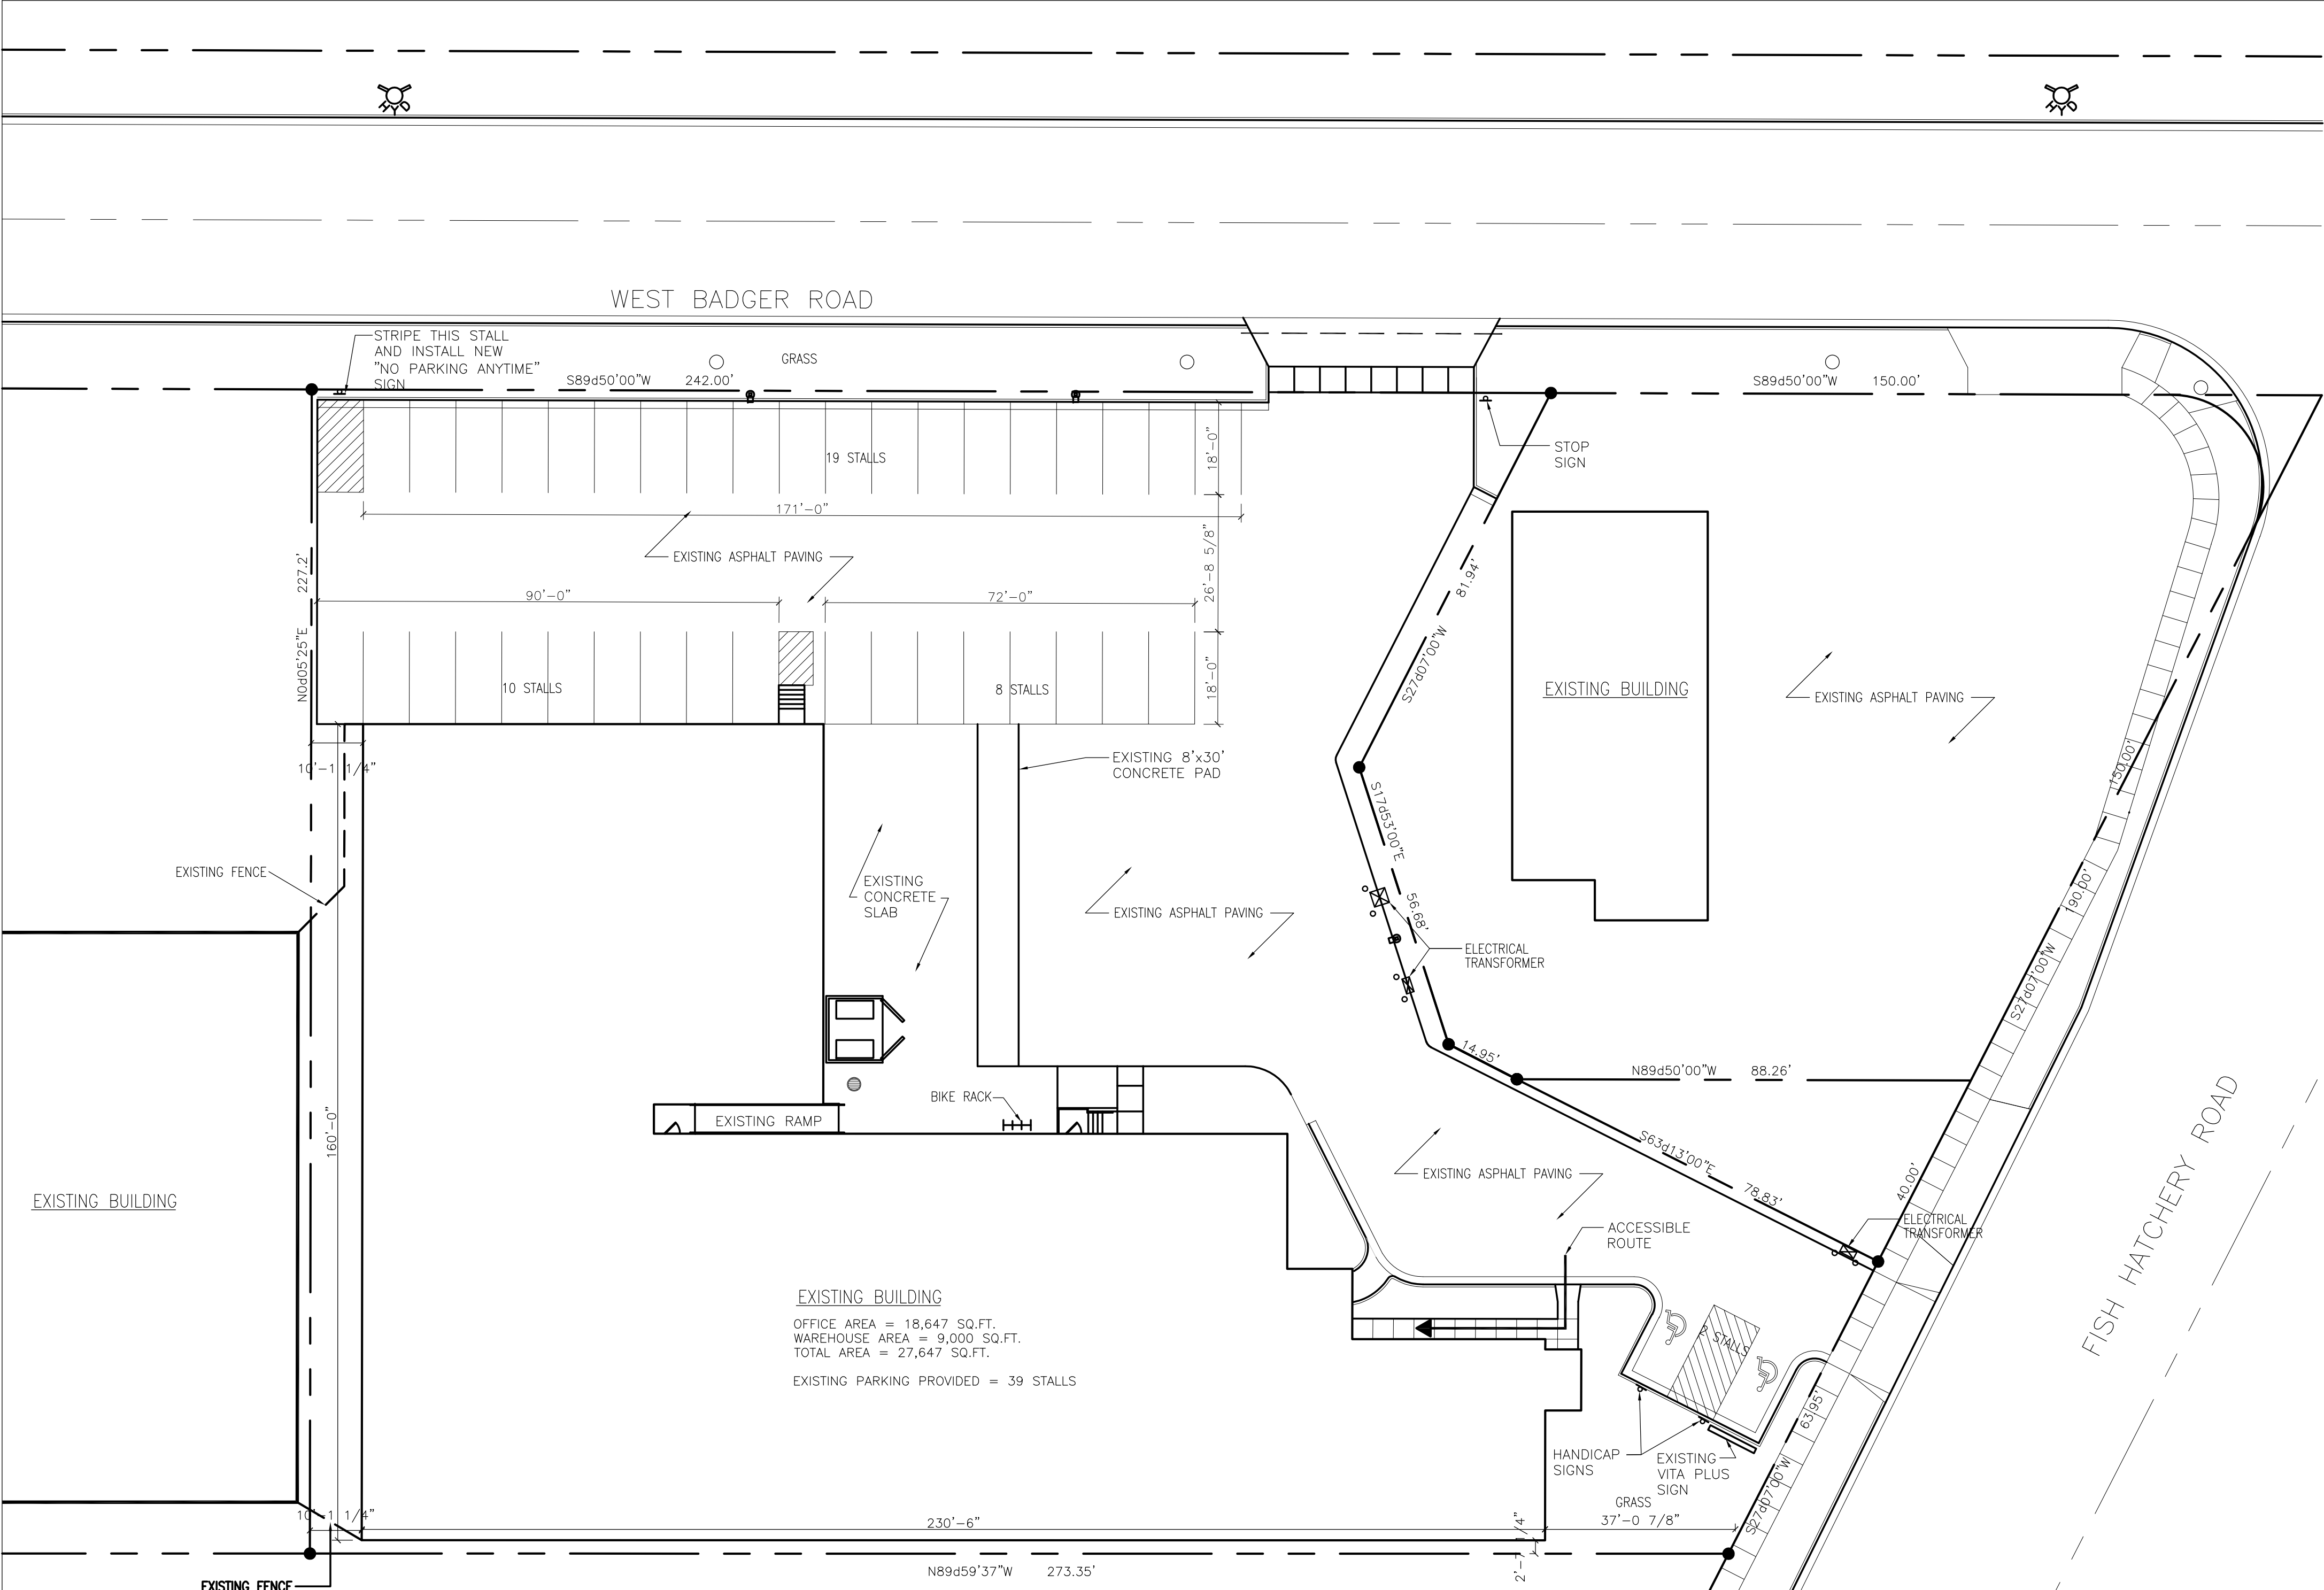 H Y D
H Y D
WEST BADGER ROAD
STRIPE THIS STALL
AND INSTALL NEW
"NO PARKING ANYTIME"
SIGN
GRASS
S89d50'00"W 242.00'
S89d50'00"W 150.00'
STOP
SIGN
19 STALLS
18'-0"
171'-0"
EXISTING ASPHALT PAVING
26'-8 5/8"
227.2'
N0d05'25"E
90'-0"
72'-0"
10 STALLS
8 STALLS
18'-0"
81.94'
S27d07'00"W
EXISTING BUILDING
EXISTING ASPHALT PAVING
10'-1 1/4"
EXISTING 8'x30'
CONCRETE PAD
150.00'
S17d53'00"E
56.68'
EXISTING FENCE
EXISTING
CONCRETE
SLAB
EXISTING ASPHALT PAVING
190.00'
S27d07'00"W
ELECTRICAL
TRANSFORMER
14.95'
N89d50'00"W 88.26'
BIKE RACK
EXISTING RAMP
160'-0"
S63d13'00"E
78.83'
EXISTING ASPHALT PAVING
40.00'
EXISTING BUILDING
ACCESSIBLE
ROUTE
ELECTRICAL
TRANSFORMER
FISH HATCHERY ROAD
EXISTING BUILDING
OFFICE AREA = 18,647 SQ.FT.
WAREHOUSE AREA = 9,000 SQ.FT.
TOTAL AREA = 27,647 SQ.FT.
EXISTING PARKING PROVIDED = 39 STALLS
2 STALLS
63.95'
S27d07'00"W
HANDICAP
SIGNS
EXISTING
VITA PLUS
SIGN
GRASS
10'-1 1/4"
230'-6"
37'-0 7/8"
2'-7 1/4"
N89d59'37"W 273.35'
EXISTING FENCE